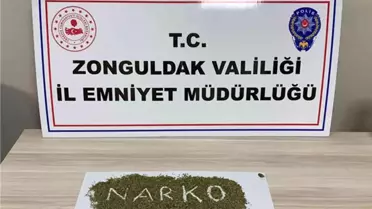 T.C.
ZONGULDAK VALİLİĞİ
İL EMNİYET MÜDÜRLÜĞÜ
NARKO